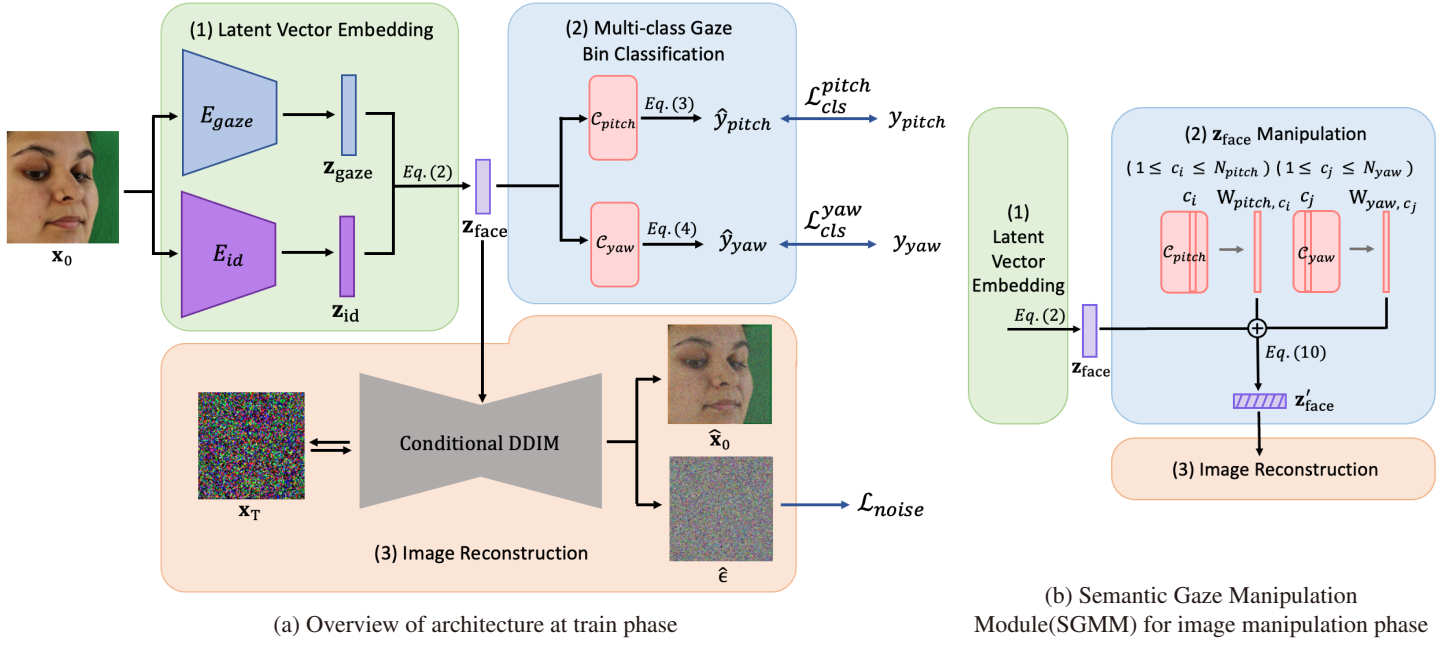 (1) Latent Vector Embedding
E_gaze
z_gaze
E_id
z_id
x_0
Eq. (2)
z_face
(2) Multi-class Gaze
Bin Classification
C_pitch
Eq. (3)
ŷ_pitch
L_cls^pitch
y_pitch
C_yaw
Eq. (4)
ŷ_yaw
L_cls^yaw
y_yaw
x_T
Conditional DDIM
x̂_0
ε̂
L_noise
(3) Image Reconstruction
(a) Overview of architecture at train phase
(1)
Latent
Vector
Embedding
Eq. (2)
z_face
(2) z_face Manipulation
(1 ≤ c_i ≤ N_pitch) (1 ≤ c_j ≤ N_yaw)
c_i W_pitch, c_i c_j W_yaw, c_j
C_pitch C_yaw
+
Eq. (10)
z′_face
(3) Image Reconstruction
(b) Semantic Gaze Manipulation
Module(SGMM) for image manipulation phase